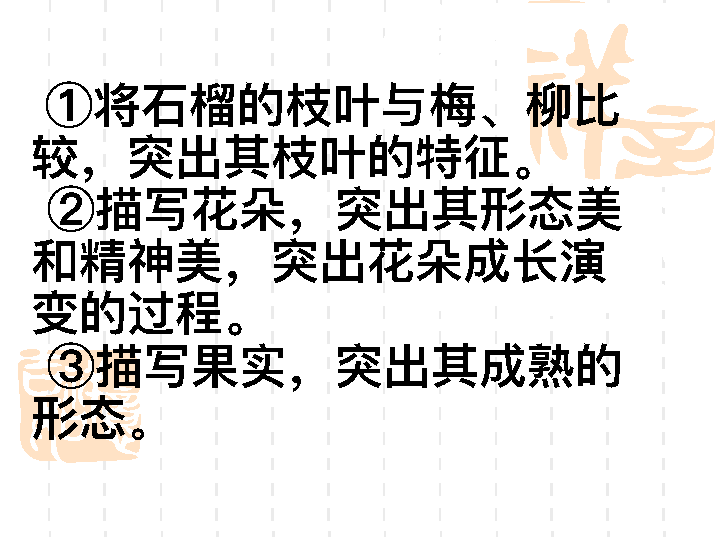 ①将石榴的枝叶与梅、柳比
较，突出其枝叶的特征。
②描写花朵，突出其形态美
和精神美，突出花朵成长演
变的过程。
③描写果实，突出其成熟的
形态。